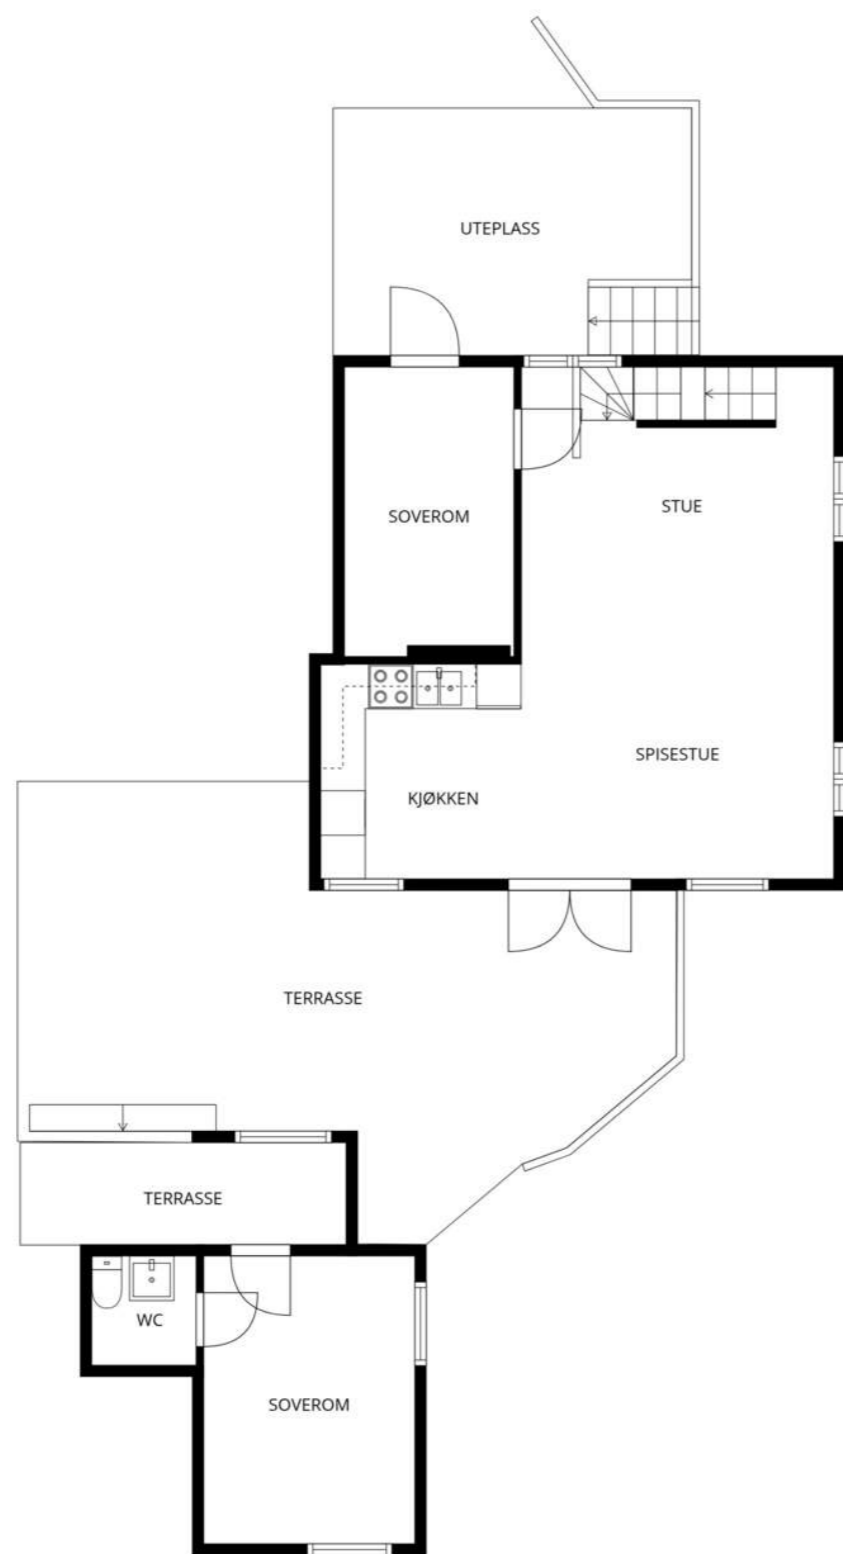 UTEPLASS
STUE
SOVEROM
SPISESTUE
KJØKKEN
TERRASSE
TERRASSE
WC
SOVEROM